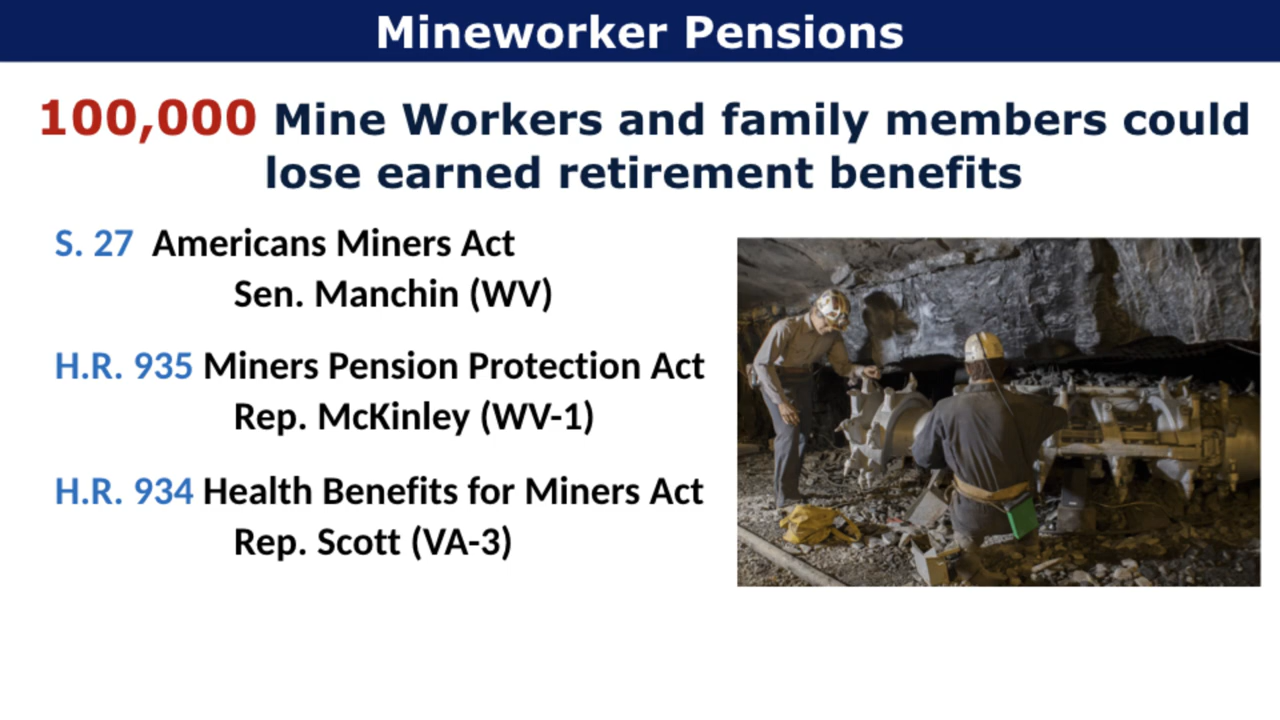 Mineworker Pensions
100,000 Mine Workers and family members could
lose earned retirement benefits
S. 27 Americans Miners Act
Sen. Manchin (WV)
H.R. 935 Miners Pension Protection Act
Rep. McKinley (WV-1)
H.R. 934 Health Benefits for Miners Act
Rep. Scott (VA-3)